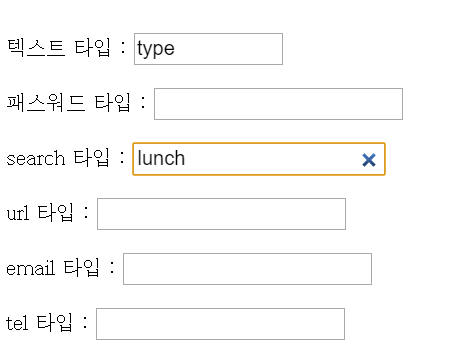 텍스트 타입 : type
패스워드 타입 :
search 타입 : lunch
url 타입 :
email 타입 :
tel 타입 :